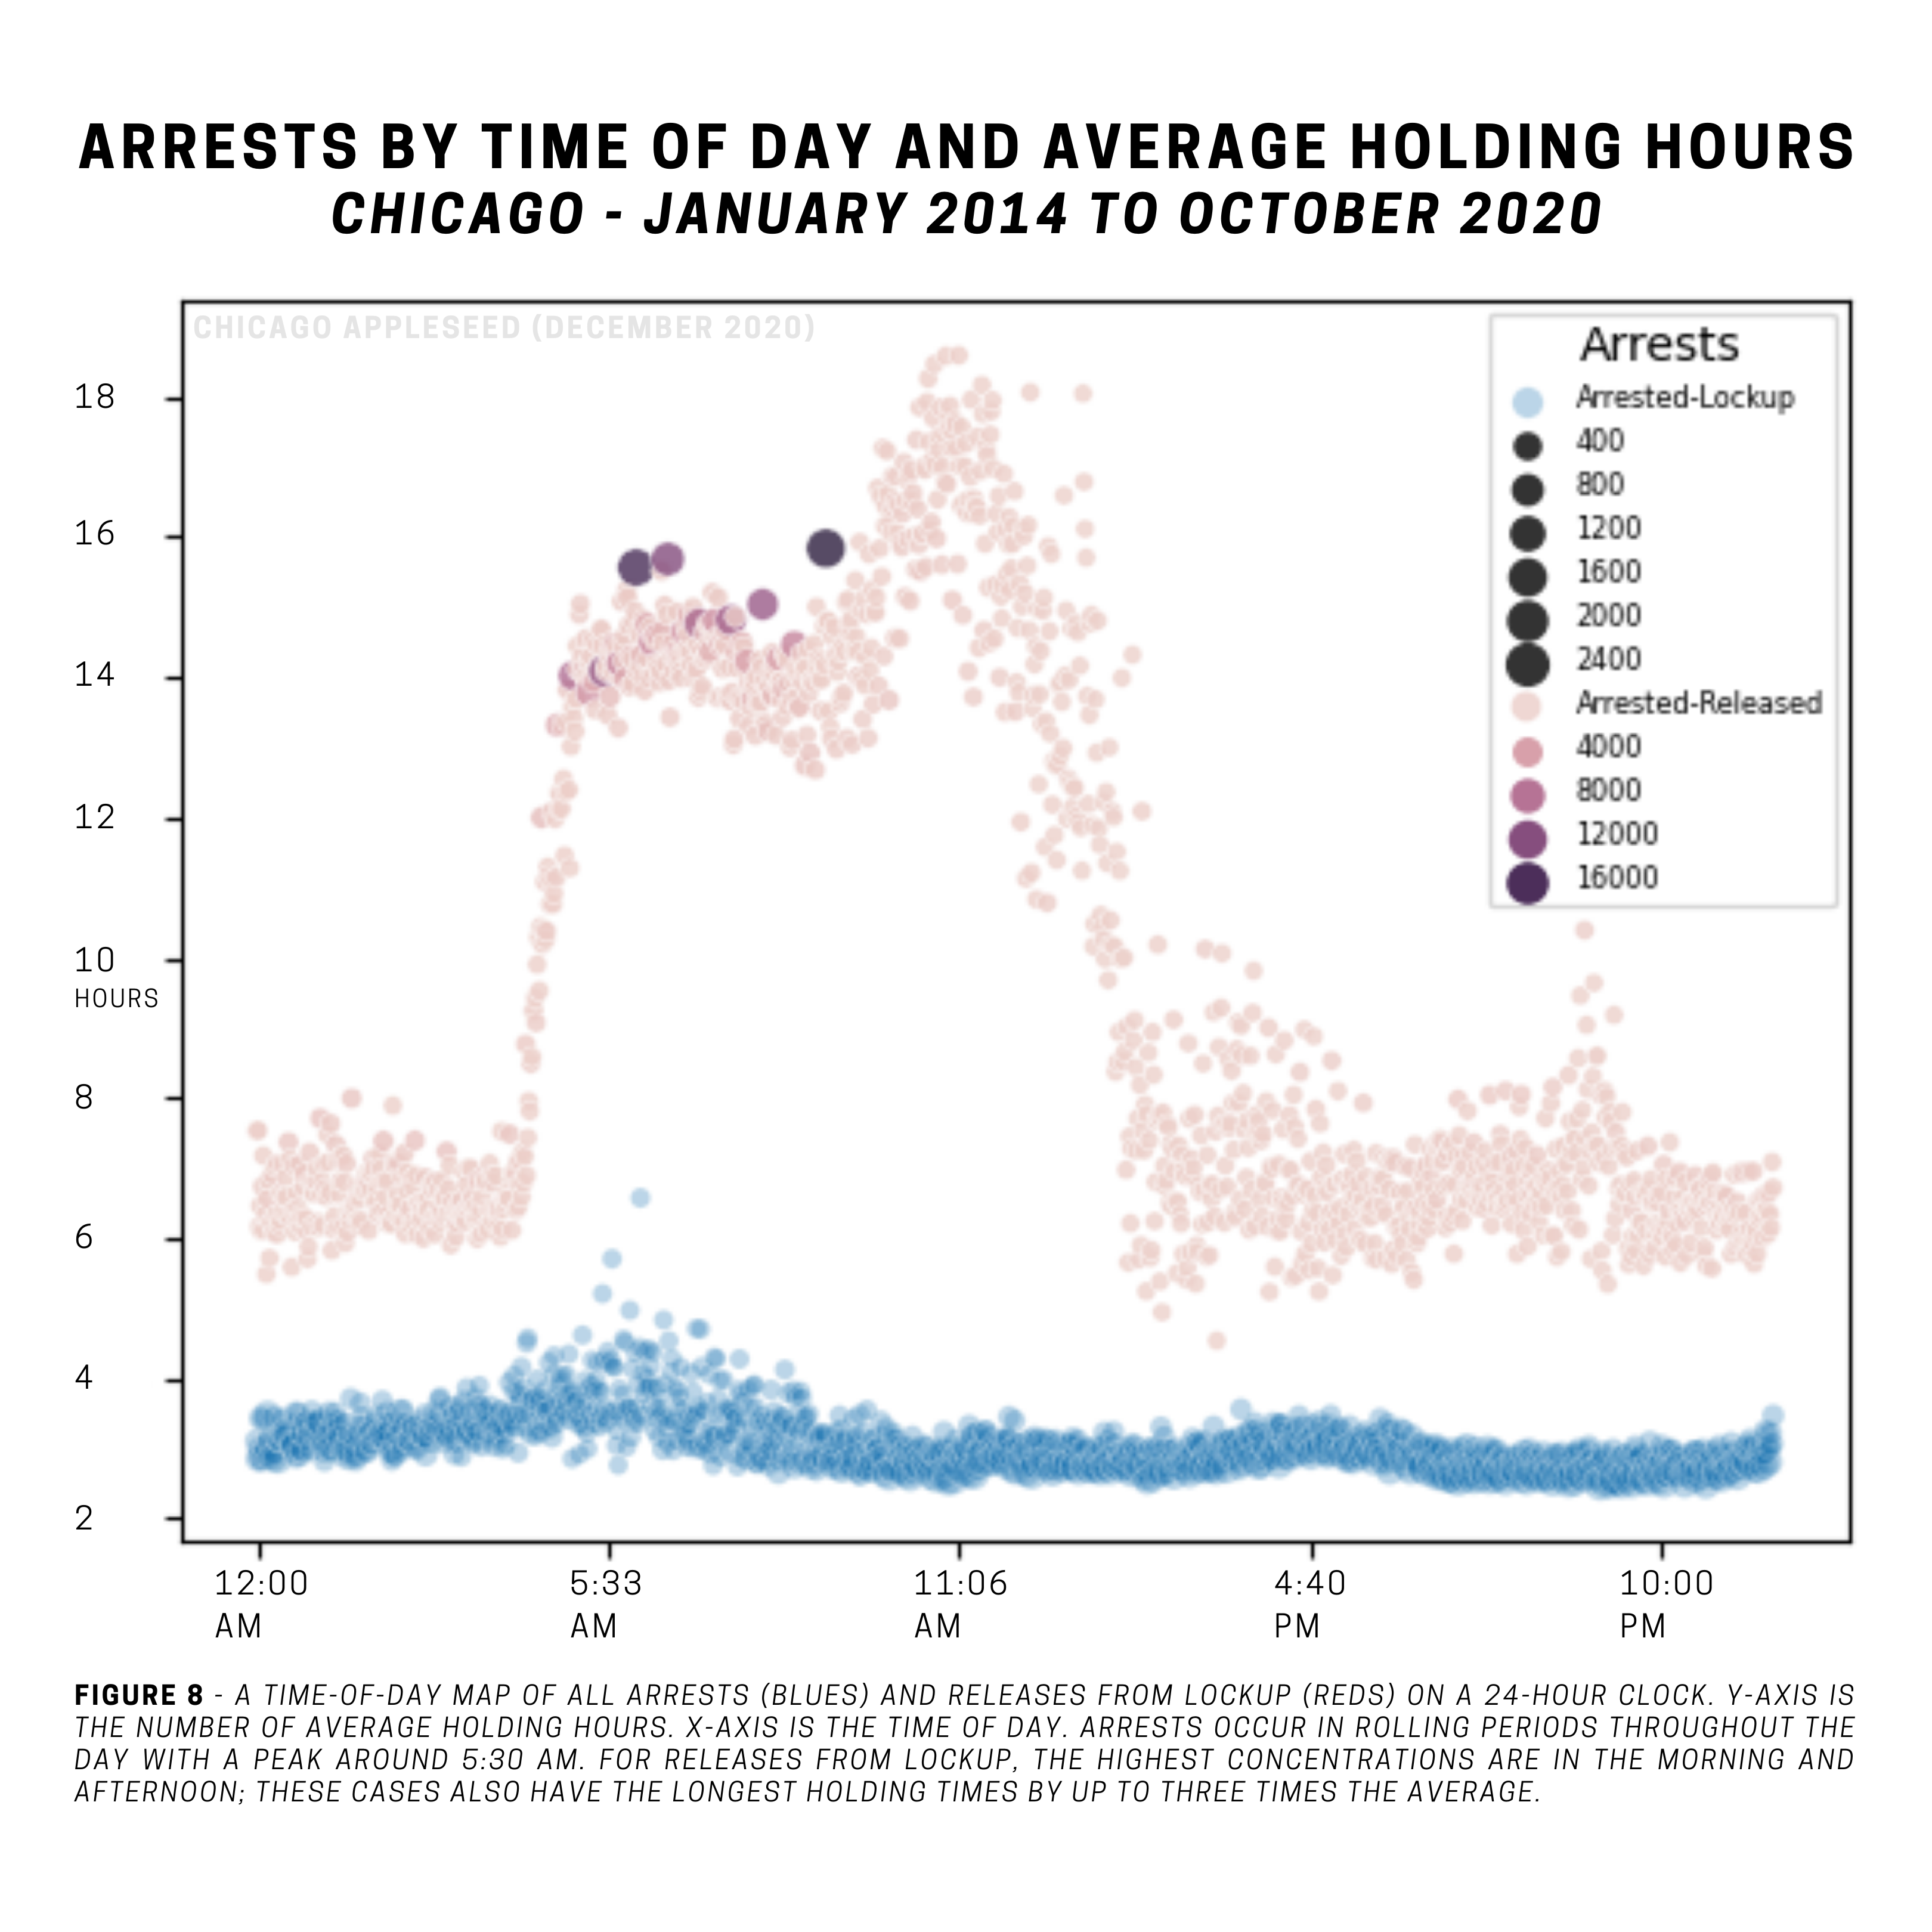 ARRESTS BY TIME OF DAY AND AVERAGE HOLDING HOURS
CHICAGO - JANUARY 2014 TO OCTOBER 2020
CHICAGO APPLESEED (DECEMBER 2020)
18
16
14
12
10
HOURS
8
6
4
2
Arrests
Arrested-Lockup
400
800
1200
1600
2000
2400
Arrested-Released
4000
8000
12000
16000
12:00
AM
5:33
AM
11:06
AM
4:40
PM
10:00
PM
FIGURE 8 - A TIME-OF-DAY MAP OF ALL ARRESTS (BLUES) AND RELEASES FROM LOCKUP (REDS) ON A 24-HOUR CLOCK. Y-AXIS IS
THE NUMBER OF AVERAGE HOLDING HOURS. X-AXIS IS THE TIME OF DAY. ARRESTS OCCUR IN ROLLING PERIODS THROUGHOUT THE
DAY WITH A PEAK AROUND 5:30 AM. FOR RELEASES FROM LOCKUP, THE HIGHEST CONCENTRATIONS ARE IN THE MORNING AND
AFTERNOON; THESE CASES ALSO HAVE THE LONGEST HOLDING TIMES BY UP TO THREE TIMES THE AVERAGE.